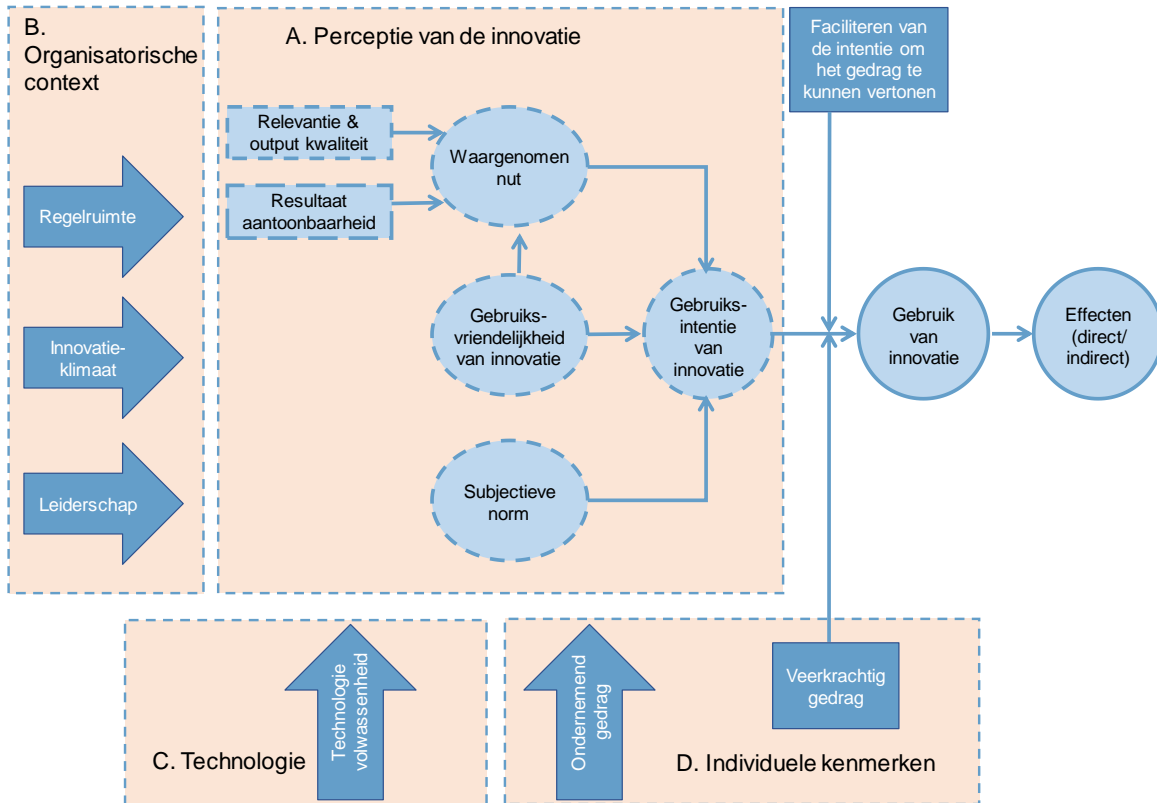 B.
Organisatorische
context
A. Perceptie van de innovatie
Faciliteren van
de intentie om
het gedrag te
kunnen vertonen
Relevantie &
output kwaliteit
Waargenomen
nut
Resultaat
aantoonbaarheid
Regelruimte
Gebruiks-
vriendelijkheid
van innovatie
Gebruiks-
intentie
van
innovatie
Gebruik
van
innovatie
Effecten
(direct/
indirect)
Innovatie-
klimaat
Leiderschap
Subjectieve
norm
Technologie
volwassenheid
Ondernemend
gedrag
Veerkrachtig
gedrag
C. Technologie
D. Individuele kenmerken